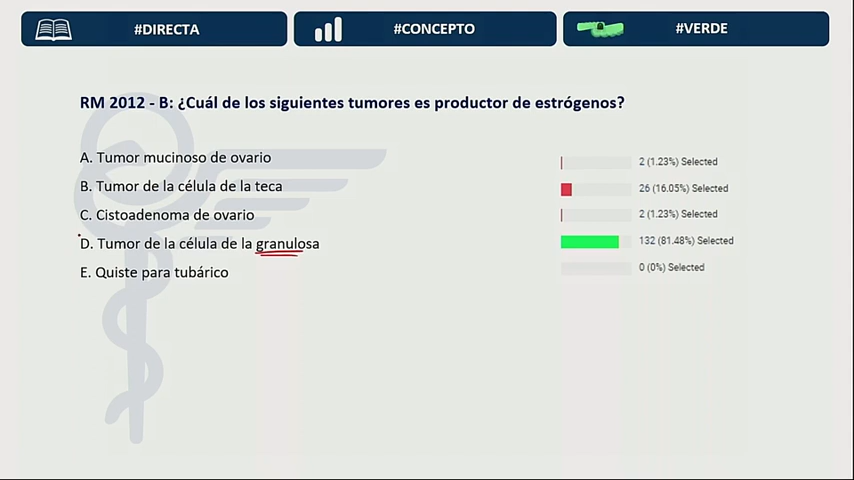 #DIRECTA
#CONCEPTO
#VERDE
RM 2012 - B: ¿Cuál de los siguientes tumores es productor de estrógenos?
A. Tumor mucinoso de ovario
2 (1.23%) Selected
B. Tumor de la célula de la teca
26 (16.05%) Selected
C. Cistoadenoma de ovario
2 (1.23%) Selected
D. Tumor de la célula de la granulosa
132 (81.48%) Selected
E. Quiste para tubárico
0 (0%) Selected